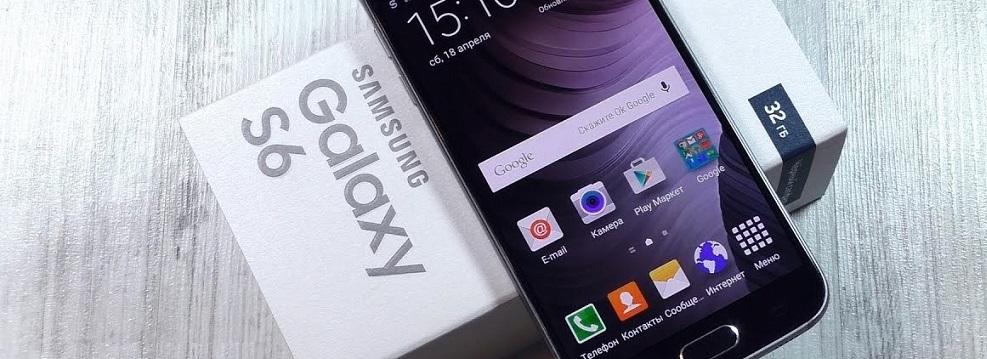 SAMSUNG
Galaxy
S6
15:16
сб, 18 апреля
Google
Скажите Ok Google
E-mail
Камера
Play Маркет
Google
Телефон
Контакты
Сообще...
Интернет
Меню
32 ГБ